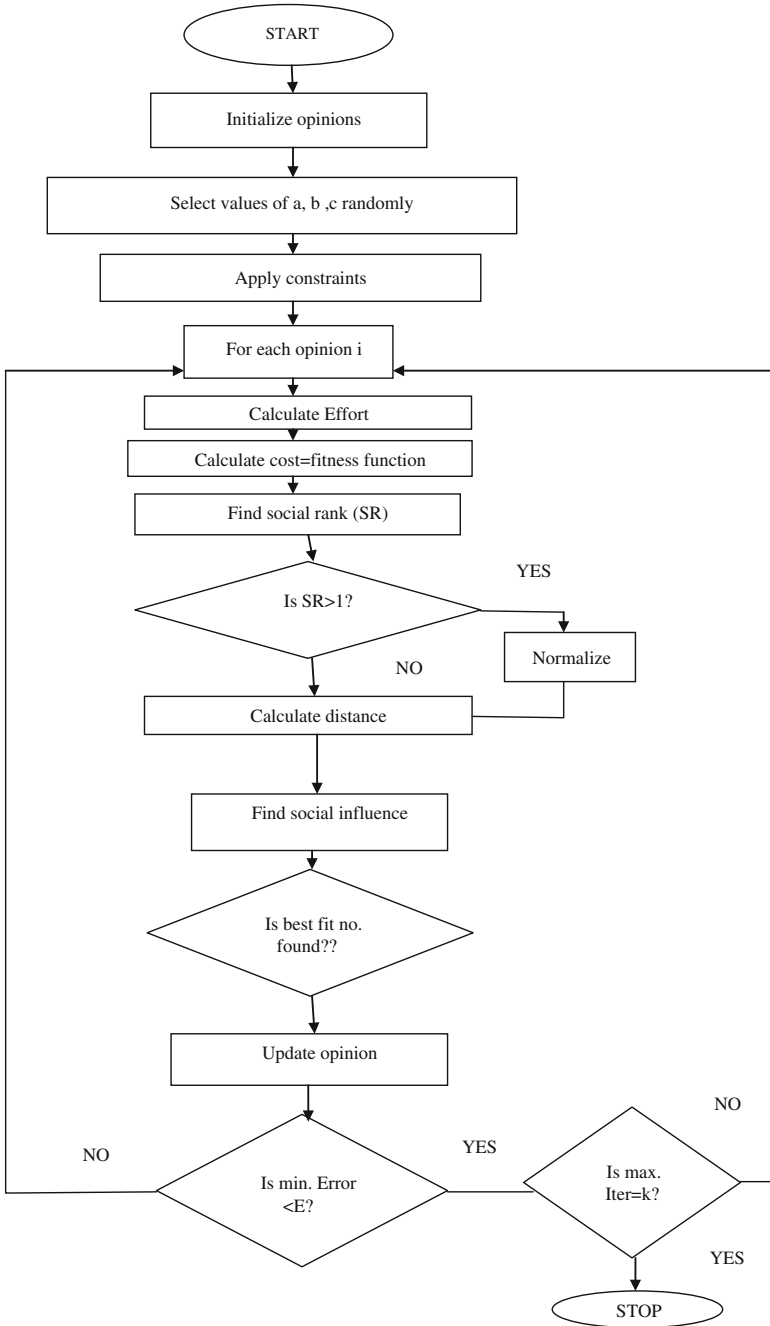 START
Initialize opinions
Select values of a, b ,c randomly
Apply constraints
For each opinion i
Calculate Effort
Calculate cost=fitness function
Find social rank (SR)
YES
Is SR>1?
Normalize
NO
Calculate distance
Find social influence
Is best fit no.
found??
Update opinion
NO
YES
NO
Is min. Error
<E?
Is max.
Iter=k?
YES
STOP